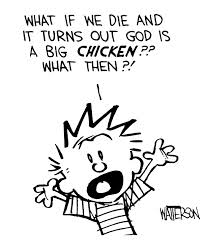 WHAT IF WE DIE AND
IT TURNS OUT GOD IS
A BIG CHICKEN??
WHAT THEN?!
WATTERSON